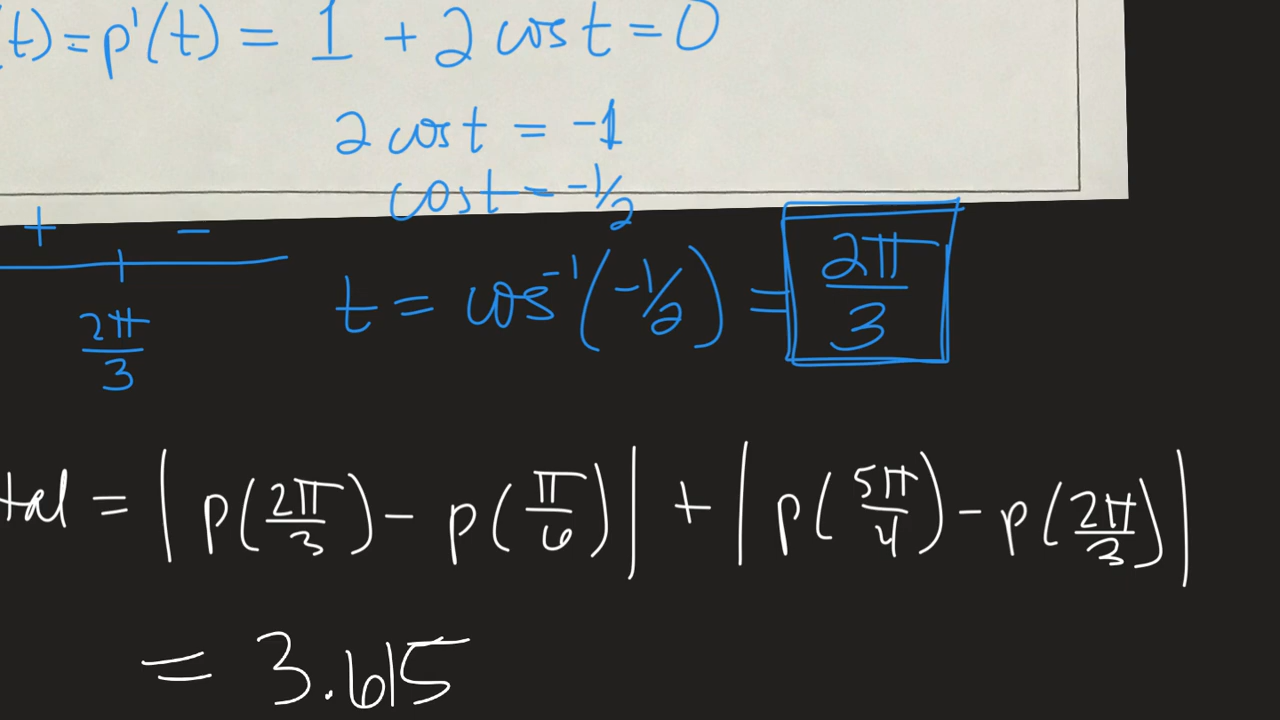 (t) = p'(t) = 1 + 2 cos t = 0
2 cos t = -1
cos t = -1/2
+ -
t = cos⁻¹(-1/2) = 2π/3
2π/3
tal = |p(2π/3) - p(π/6)| + |p(5π/4) - p(2π/3)|
= 3.615